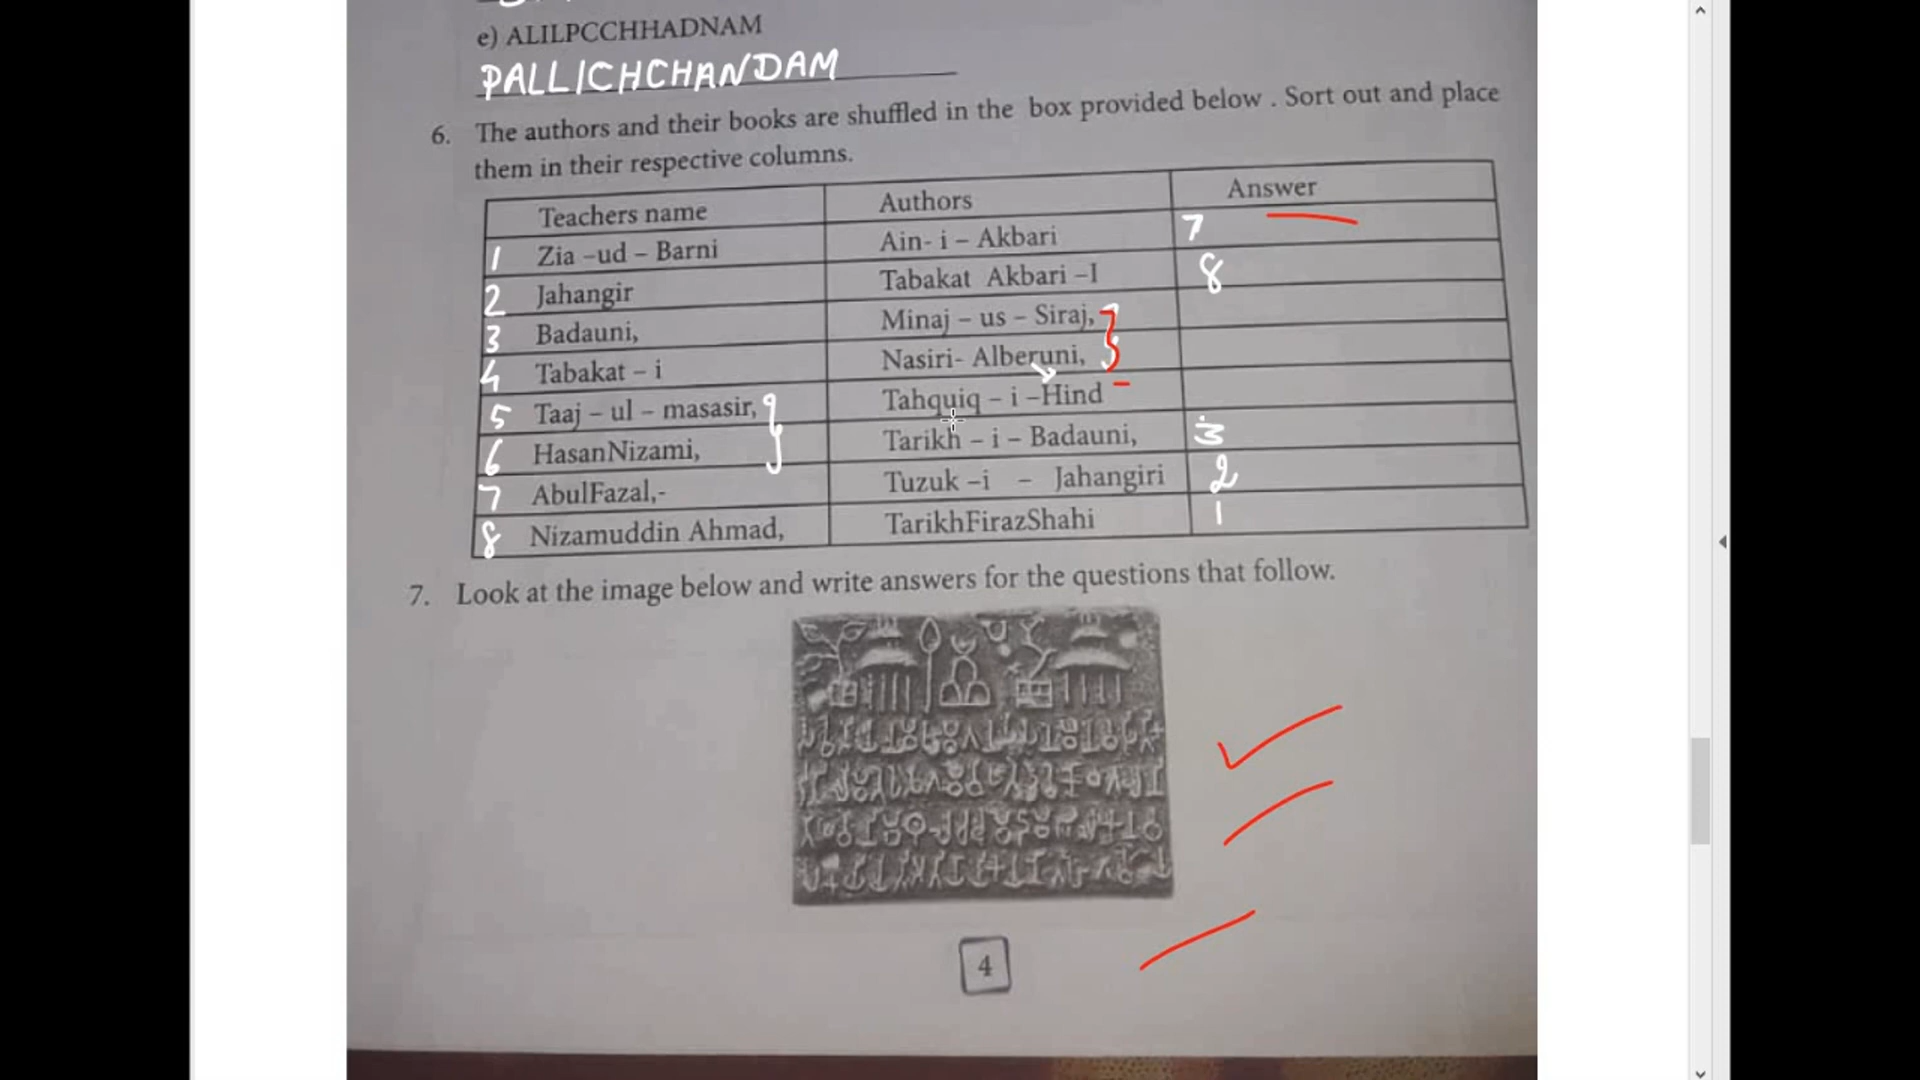 e) ALILPCCHHADNAM
PALLICHCHANDAM
6. The authors and their books are shuffled in the box provided below . Sort out and place
them in their respective columns.
Teachers name Authors Answer
1 Zia –ud – Barni Ain- i – Akbari 7
2 Jahangir Tabakat Akbari –I 8
3 Badauni, Minaj – us – Siraj,
4 Tabakat – i Nasiri- Alberuni,
5 Taaj – ul – masasir, Tahquiq – i –Hind
6 HasanNizami, Tarikh – i – Badauni, 3
7 AbulFazal,- Tuzuk –i – Jahangiri 2
8 Nizamuddin Ahmad, TarikhFirazShahi 1
7. Look at the image below and write answers for the questions that follow.
4